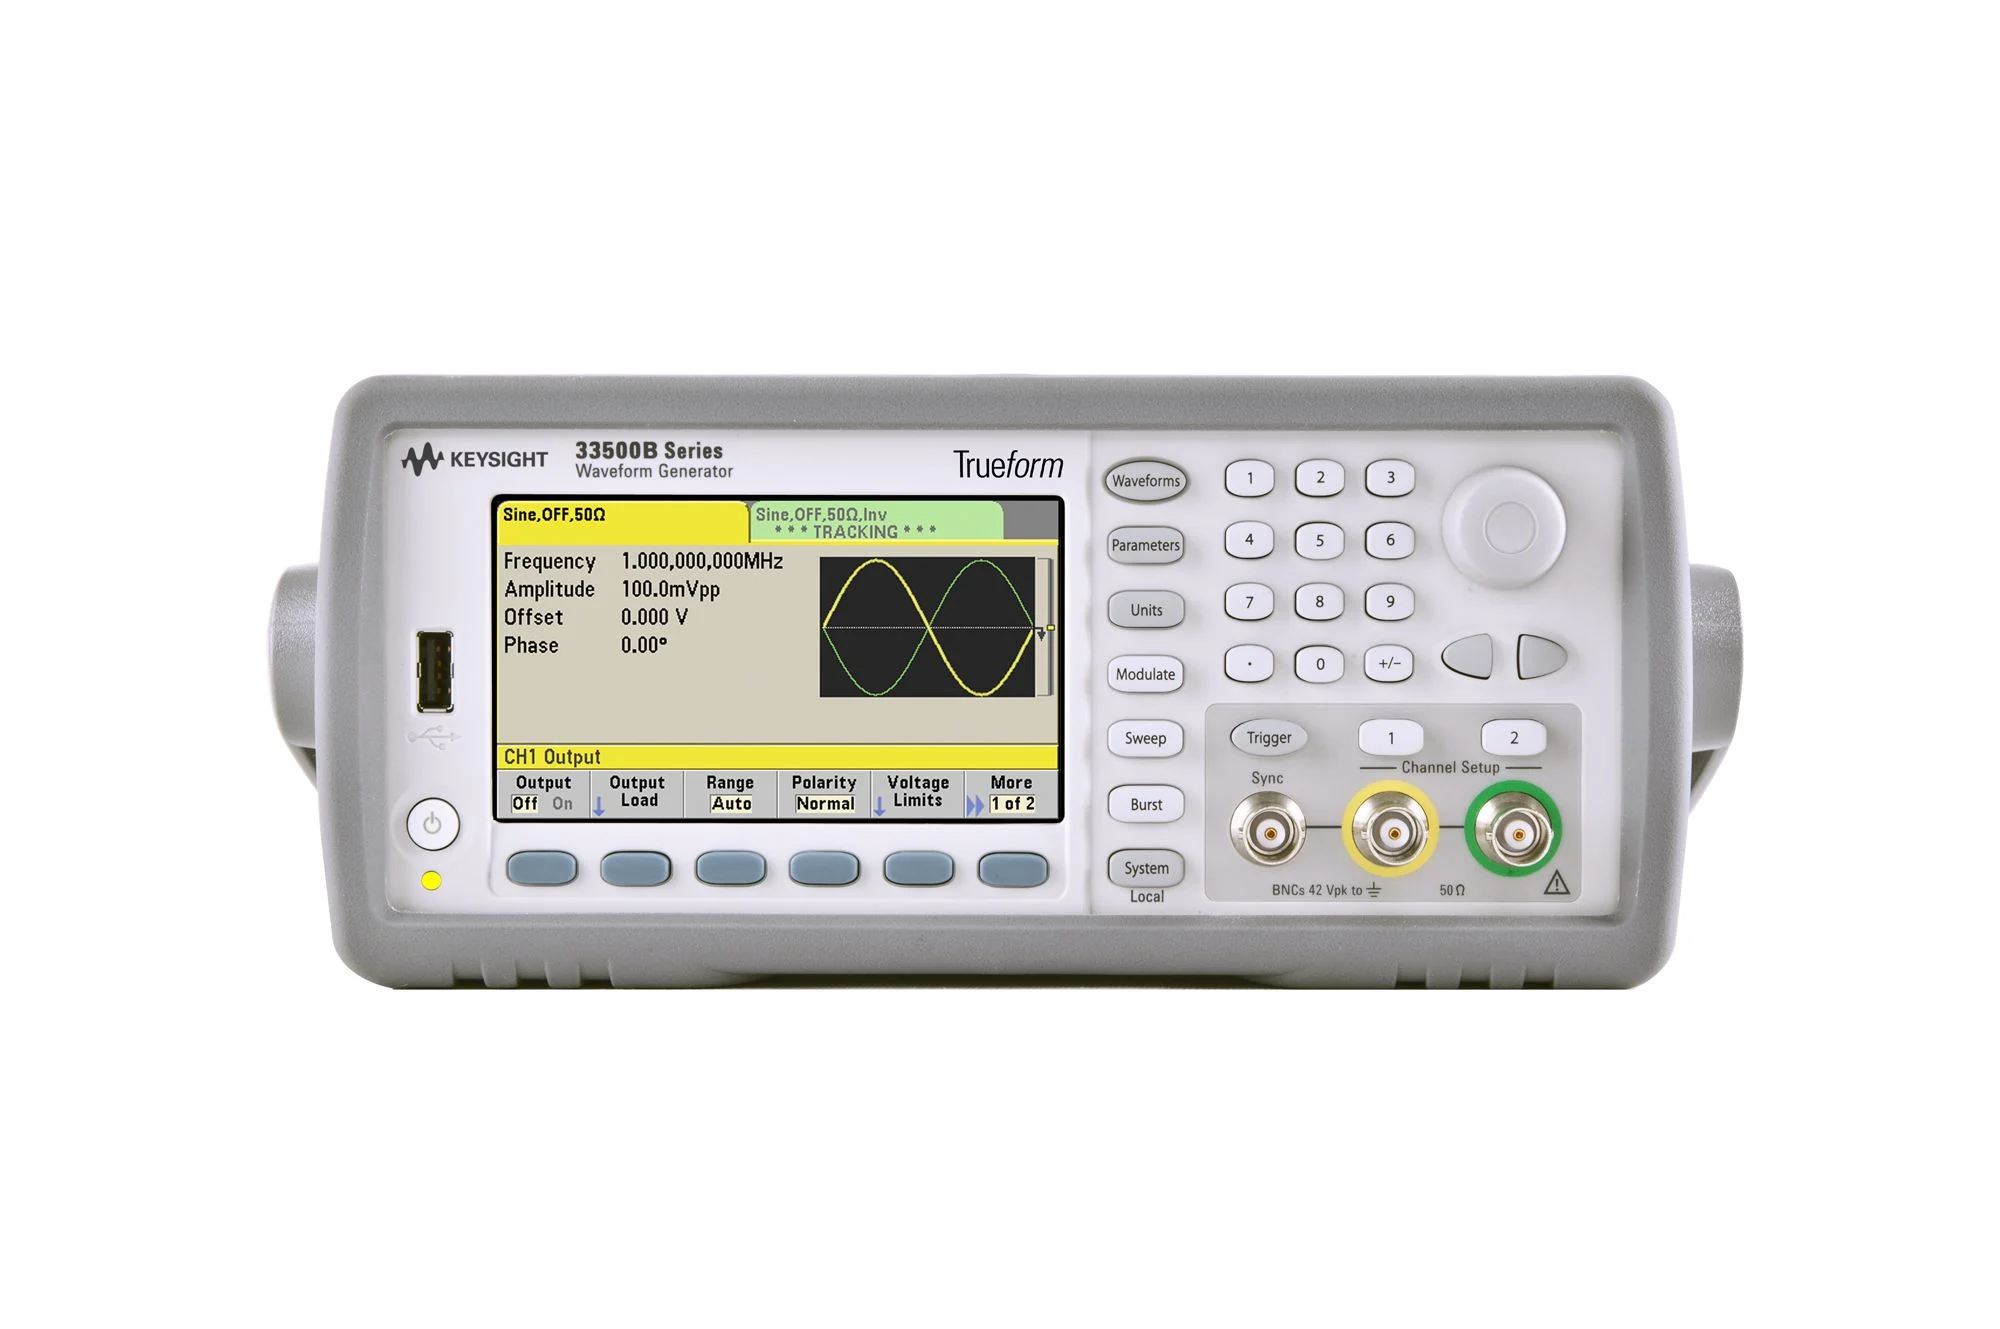 KEYSIGHT
33500B Series
Waveform Generator
Trueform
Sine,OFF,50Ω
Sine,OFF,50Ω,Inv
* * * TRACKING * * *
Frequency 1.000,000,000MHz
Amplitude 100.0mVpp
Offset 0.000 V
Phase 0.00°
CH1 Output
Output Off On
Output Load
Range Auto
Polarity Normal
Voltage Limits
More 1 of 2
Waveforms
Parameters
Units
Modulate
Sweep
Burst
System
Local
1 2 3
4 5 6
7 8 9
. 0 +/−
Trigger 1 2
Channel Setup
Sync
BNCs 42 Vpk to ⏚ 50 Ω